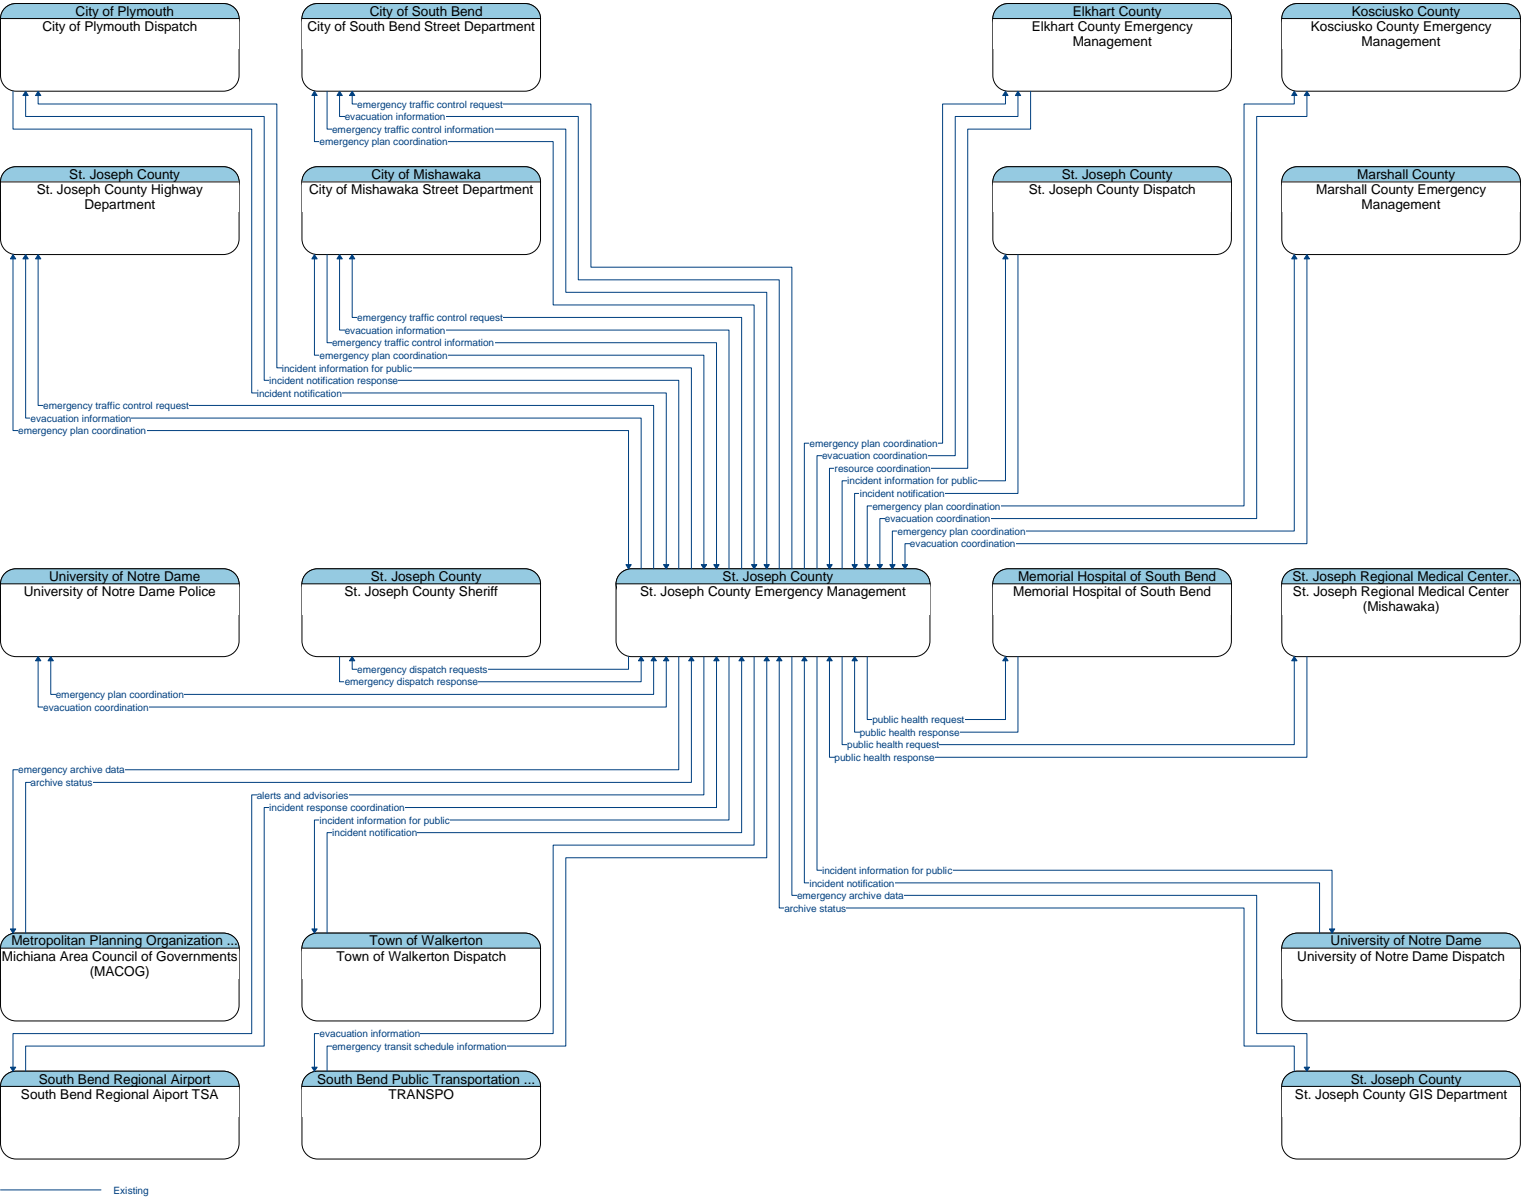 City of Plymouth
City of Plymouth Dispatch
City of South Bend
City of South Bend Street Department
Elkhart County
Elkhart County Emergency
Management
Kosciusko County
Kosciusko County Emergency
Management
emergency traffic control request
evacuation information
emergency traffic control information
emergency plan coordination
St. Joseph County
St. Joseph County Highway
Department
City of Mishawaka
City of Mishawaka Street Department
St. Joseph County
St. Joseph County Dispatch
Marshall County
Marshall County Emergency
Management
emergency traffic control request
evacuation information
emergency traffic control information
emergency plan coordination
incident information for public
incident notification response
incident notification
emergency traffic control request
evacuation information
emergency plan coordination
emergency plan coordination
evacuation coordination
resource coordination
incident information for public
incident notification
emergency plan coordination
evacuation coordination
emergency plan coordination
evacuation coordination
University of Notre Dame
University of Notre Dame Police
St. Joseph County
St. Joseph County Sheriff
St. Joseph County
St. Joseph County Emergency Management
Memorial Hospital of South Bend
Memorial Hospital of South Bend
St. Joseph Regional Medical Center...
St. Joseph Regional Medical Center
(Mishawaka)
emergency dispatch requests
emergency dispatch response
emergency plan coordination
evacuation coordination
public health request
public health response
public health request
public health response
emergency archive data
archive status
alerts and advisories
incident response coordination
incident information for public
incident notification
incident information for public
incident notification
emergency archive data
archive status
Metropolitan Planning Organization ...
Michiana Area Council of Governments
(MACOG)
Town of Walkerton
Town of Walkerton Dispatch
University of Notre Dame
University of Notre Dame Dispatch
evacuation information
emergency transit schedule information
South Bend Regional Airport
South Bend Regional Aiport TSA
South Bend Public Transportation ...
TRANSPO
St. Joseph County
St. Joseph County GIS Department
Existing